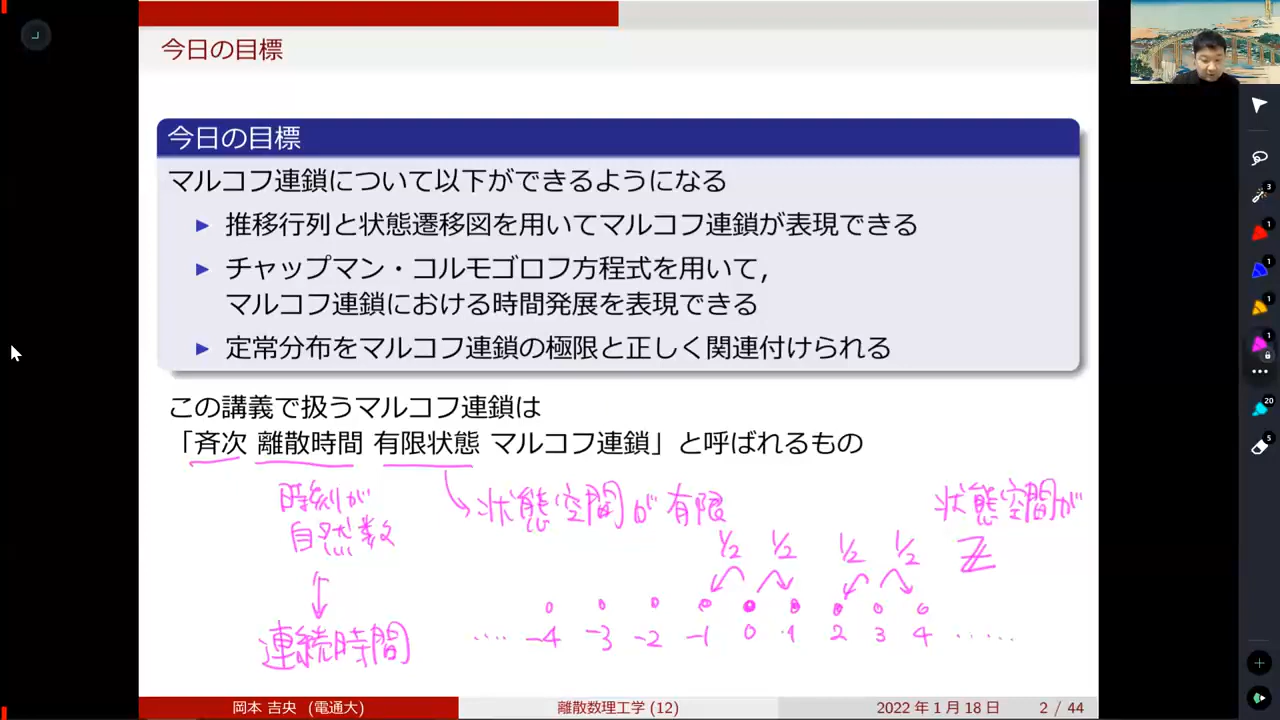 今日の目標
今日の目標
マルコフ連鎖について以下ができるようになる
▶ 推移行列と状態遷移図を用いてマルコフ連鎖が表現できる
▶ チャップマン・コルモゴロフ方程式を用いて,
マルコフ連鎖における時間発展を表現できる
▶ 定常分布をマルコフ連鎖の極限と正しく関連付けられる
この講義で扱うマルコフ連鎖は
「斉次 離散時間 有限状態 マルコフ連鎖」と呼ばれるもの
時刻が
自然数
連続時間
状態空間が有限
状態空間が
ℤ
1/2 1/2 1/2 1/2
‥‥ -4 -3 -2 -1 0 1 2 3 4 ‥‥‥
岡本 吉央 (電通大) 離散数理工学 (12) 2022 年 1 月 18 日 2 / 44
3
1
1
1
1
20
5